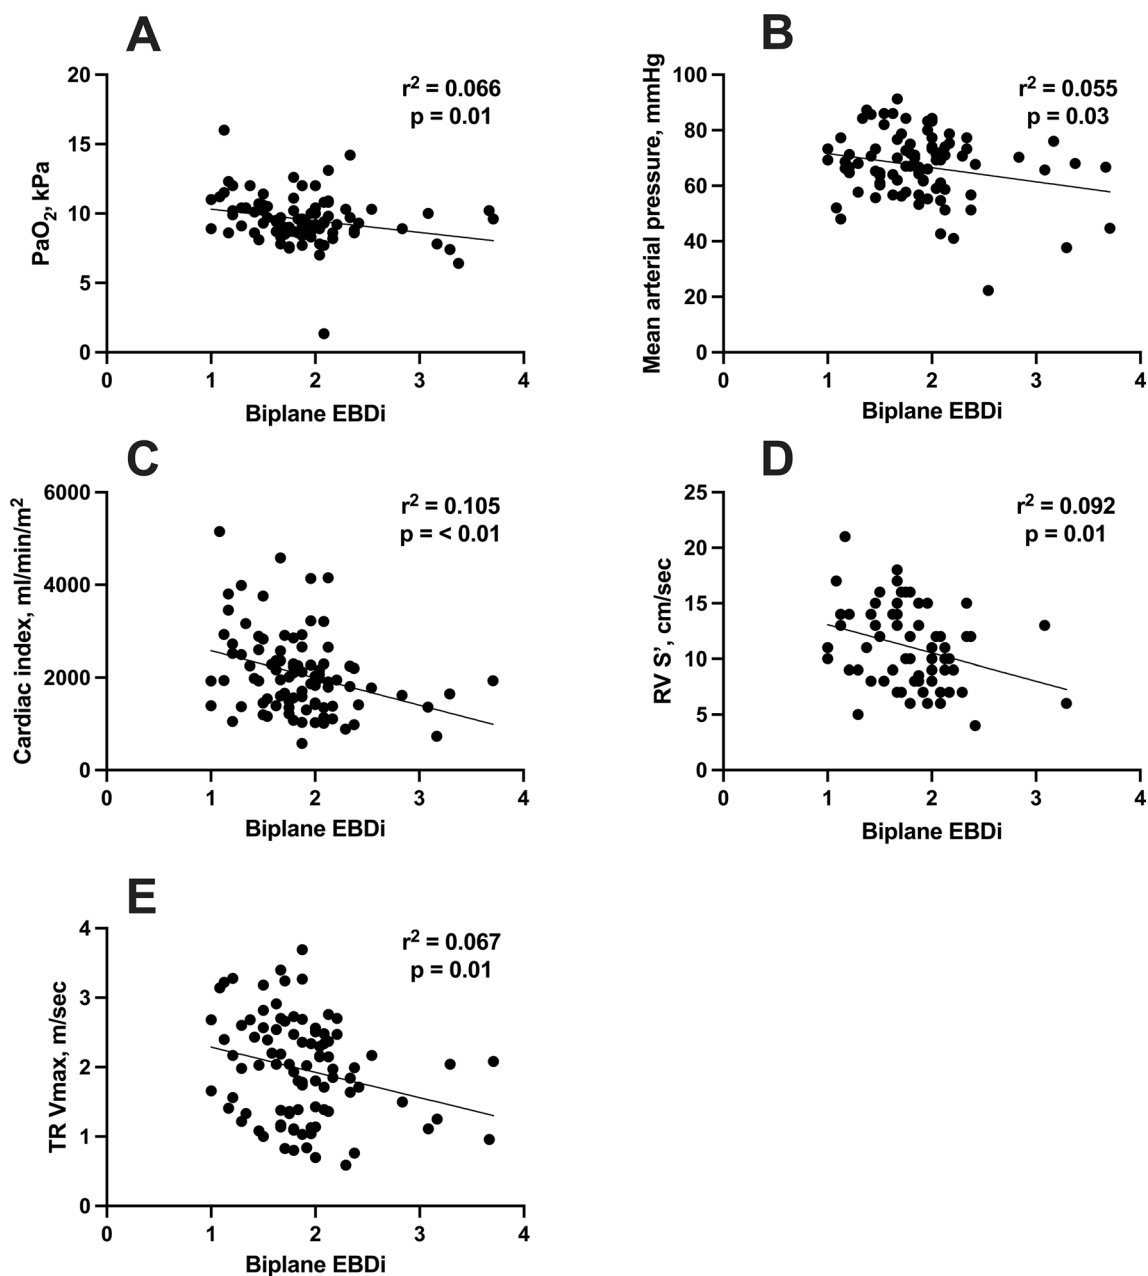 A
r² = 0.066
p = 0.01
PaO₂, kPa
20
15
10
5
0
0 1 2 3 4
Biplane EBDi
B
r² = 0.055
p = 0.03
Mean arterial pressure, mmHg
100
80
60
40
20
0
0 1 2 3 4
Biplane EBDi
C
r² = 0.105
p = < 0.01
Cardiac index, ml/min/m²
6000
4000
2000
0
0 1 2 3 4
Biplane EBDi
D
r² = 0.092
p = 0.01
RV S’, cm/sec
25
20
15
10
5
0
0 1 2 3 4
Biplane EBDi
E
r² = 0.067
p = 0.01
TR Vmax, m/sec
4
3
2
1
0
0 1 2 3 4
Biplane EBDi